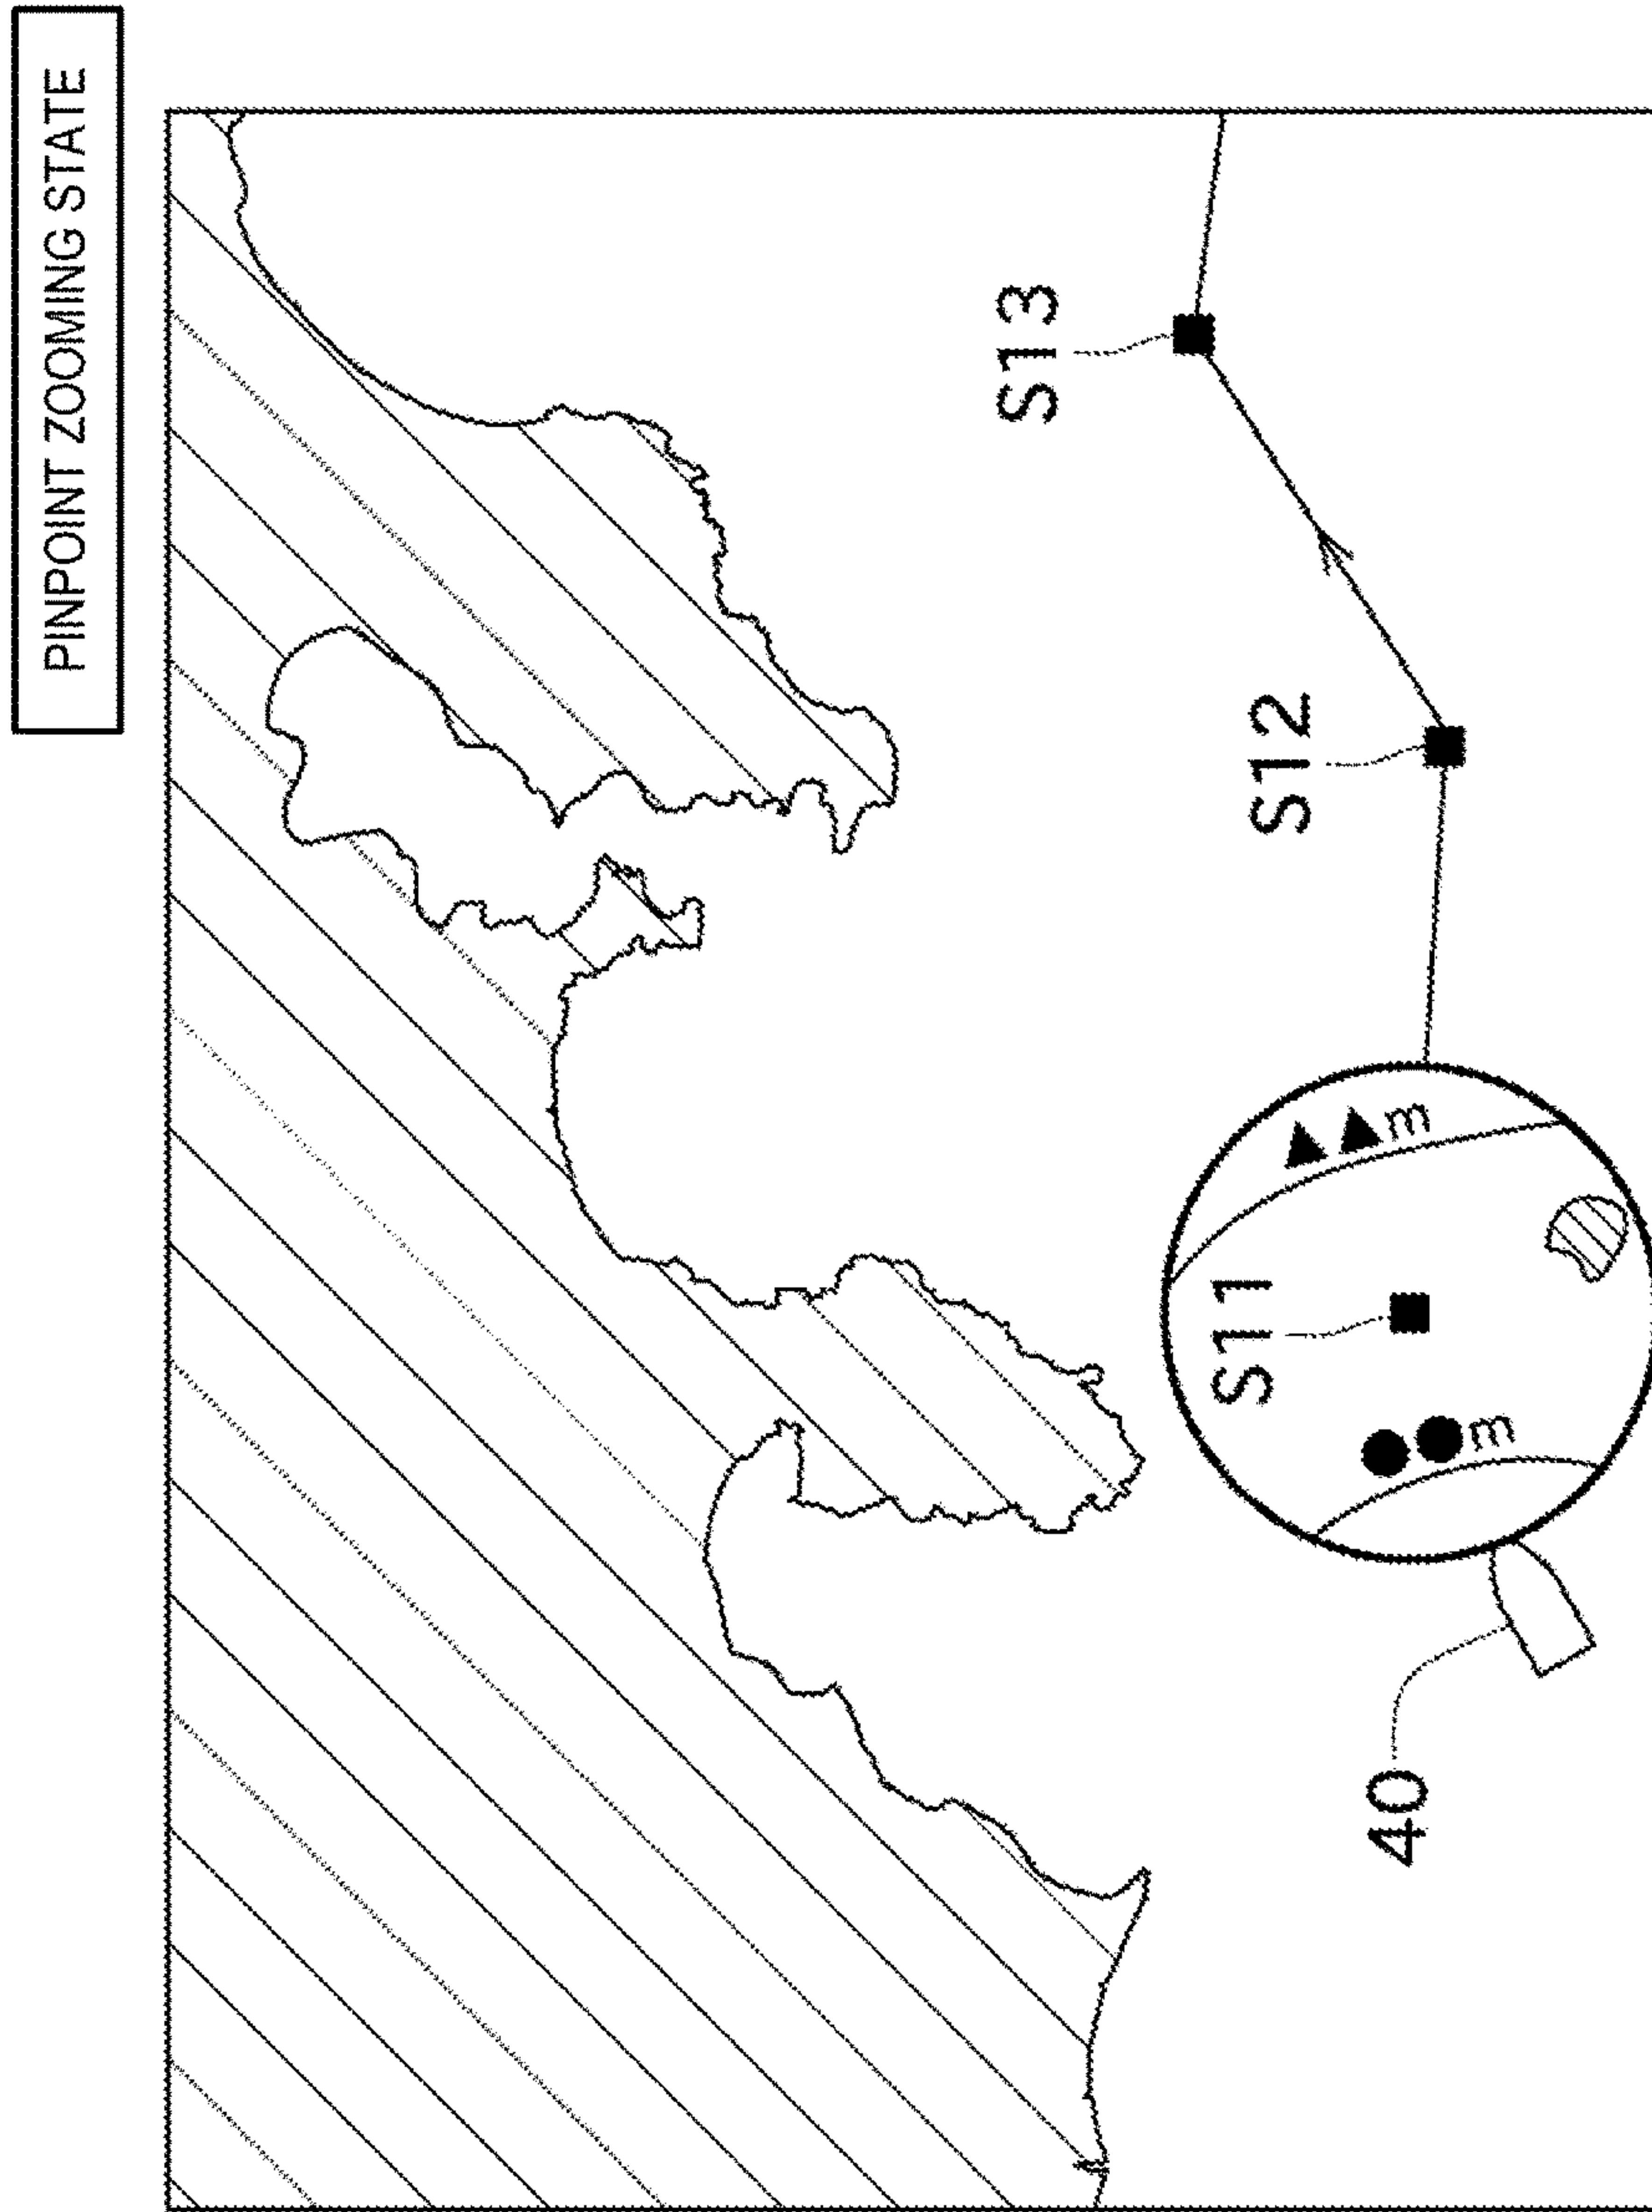 PINPOINT ZOOMING STATE
S13
S12
S11
▲▲m
●●m
40